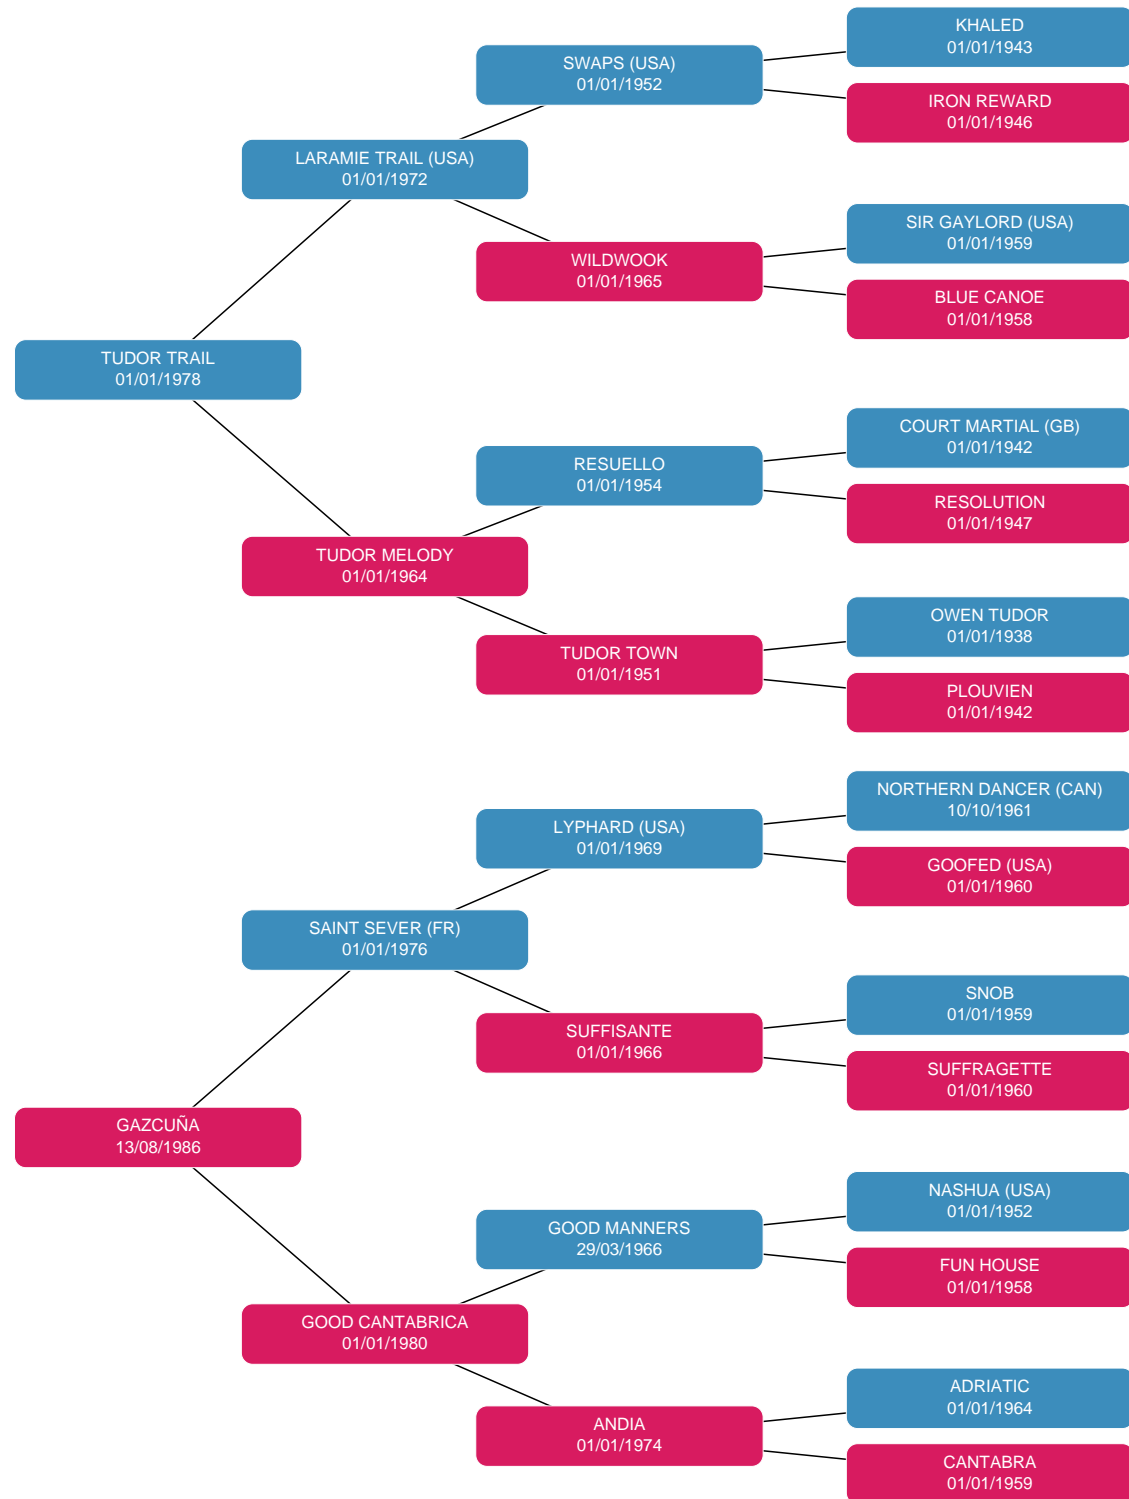 KHALED
01/01/1943
SWAPS (USA)
01/01/1952
IRON REWARD
01/01/1946
LARAMIE TRAIL (USA)
01/01/1972
SIR GAYLORD (USA)
01/01/1959
WILDWOOK
01/01/1965
BLUE CANOE
01/01/1958
TUDOR TRAIL
01/01/1978
COURT MARTIAL (GB)
01/01/1942
RESUELLO
01/01/1954
RESOLUTION
01/01/1947
TUDOR MELODY
01/01/1964
OWEN TUDOR
01/01/1938
TUDOR TOWN
01/01/1951
PLOUVIEN
01/01/1942
NORTHERN DANCER (CAN)
10/10/1961
LYPHARD (USA)
01/01/1969
GOOFED (USA)
01/01/1960
SAINT SEVER (FR)
01/01/1976
SNOB
01/01/1959
SUFFISANTE
01/01/1966
SUFFRAGETTE
01/01/1960
GAZCUÑA
13/08/1986
NASHUA (USA)
01/01/1952
GOOD MANNERS
29/03/1966
FUN HOUSE
01/01/1958
GOOD CANTABRICA
01/01/1980
ADRIATIC
01/01/1964
ANDIA
01/01/1974
CANTABRA
01/01/1959